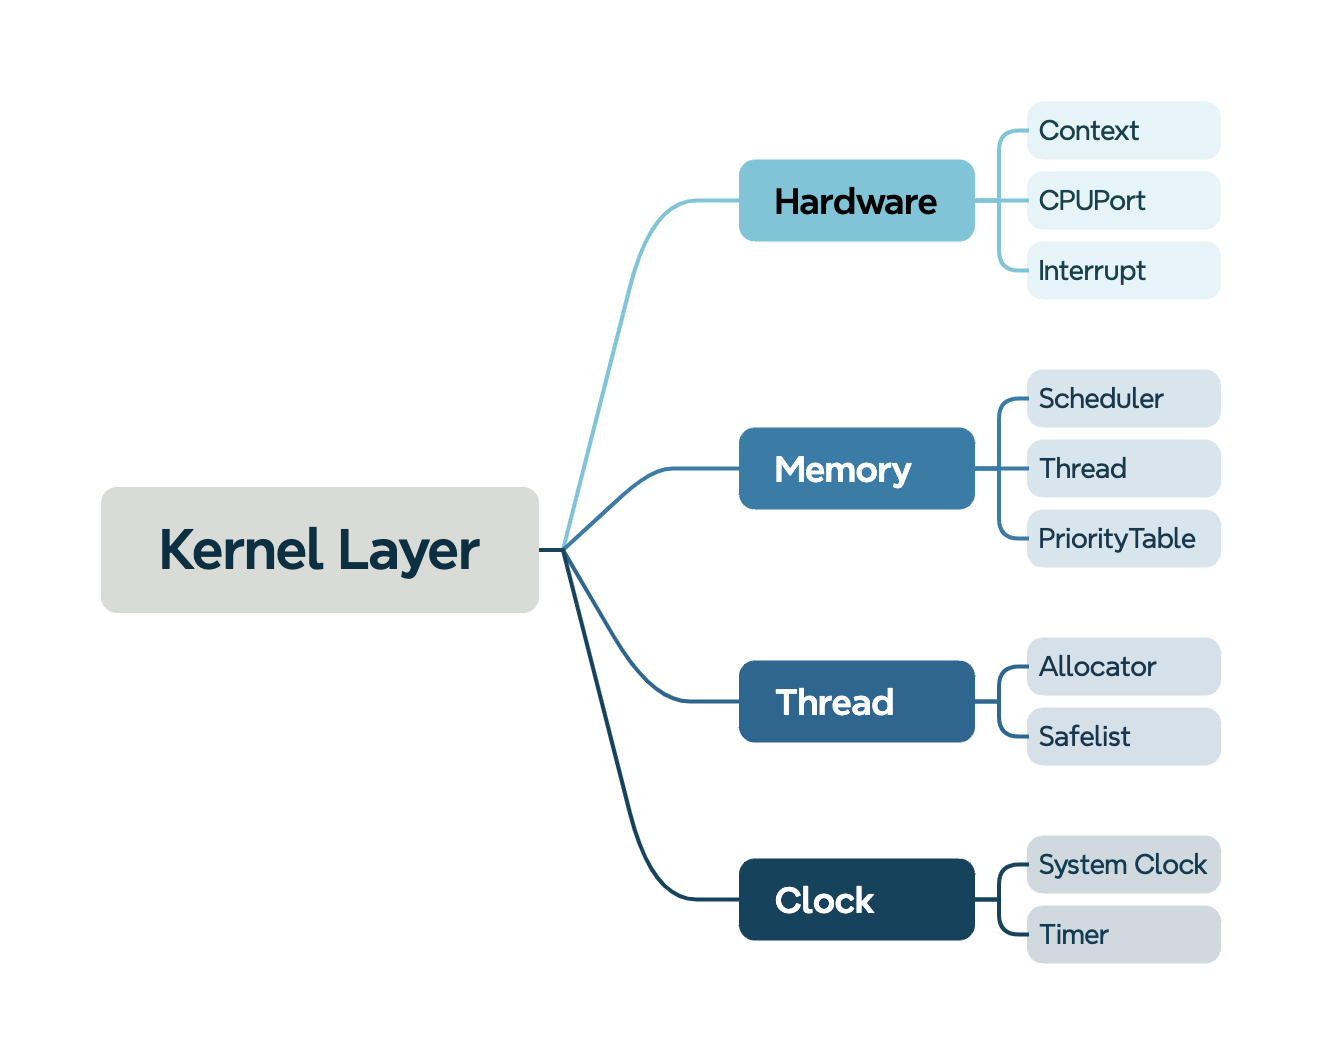 Kernel Layer
Hardware
Context
CPUPort
Interrupt
Memory
Scheduler
Thread
PriorityTable
Thread
Allocator
Safelist
Clock
System Clock
Timer